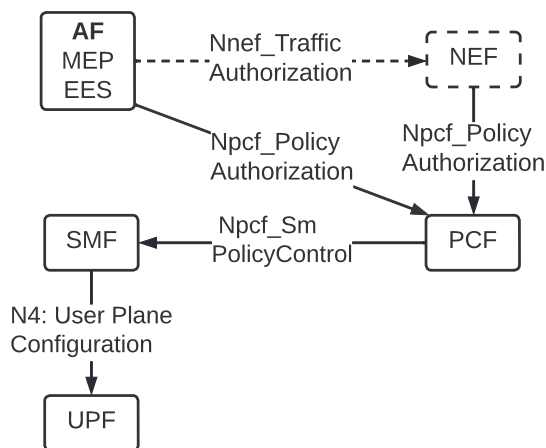 AF
MEP
EES
Nnef_Traffic
Authorization
NEF
Npcf_Policy
Authorization
Npcf_Policy
Authorization
SMF
Npcf_Sm
PolicyControl
PCF
N4: User Plane
Configuration
UPF